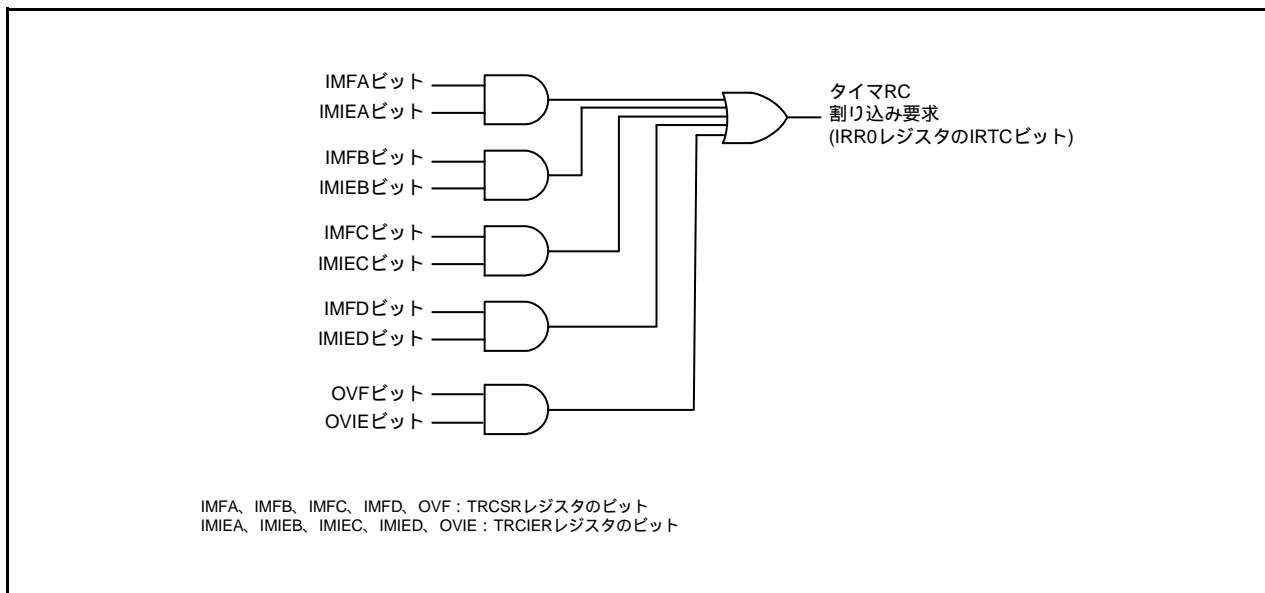 IMFAビット
IMIEAビット
IMFBビット
IMIEBビット
IMFCビット
IMIECビット
IMFDビット
IMIEDビット
OVFビット
OVIEビット
タイマRC
割り込み要求
(IRR0レジスタのIRTCビット)
IMFA、IMFB、IMFC、IMFD、OVF：TRCSRレジスタのビット
IMIEA、IMIEB、IMIEC、IMIED、OVIE：TRCIERレジスタのビット